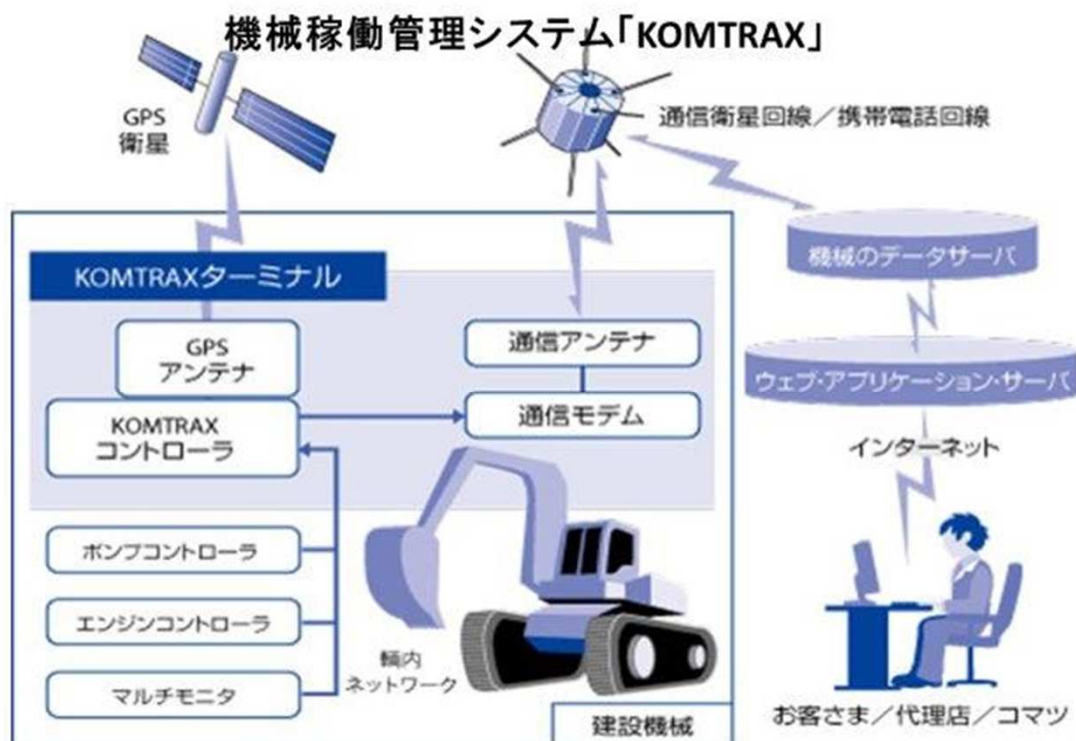 機械稼働管理システム「KOMTRAX」
GPS
衛星
通信衛星回線／携帯電話回線
KOMTRAXターミナル
GPS
アンテナ
KOMTRAX
コントローラ
通信アンテナ
通信モデム
ポンプコントローラ
エンジンコントローラ
マルチモニタ
輌内
ネットワーク
建設機械
機械のデータサーバ
ウェブ・アプリケーション・サーバ
インターネット
お客さま／代理店／コマツ